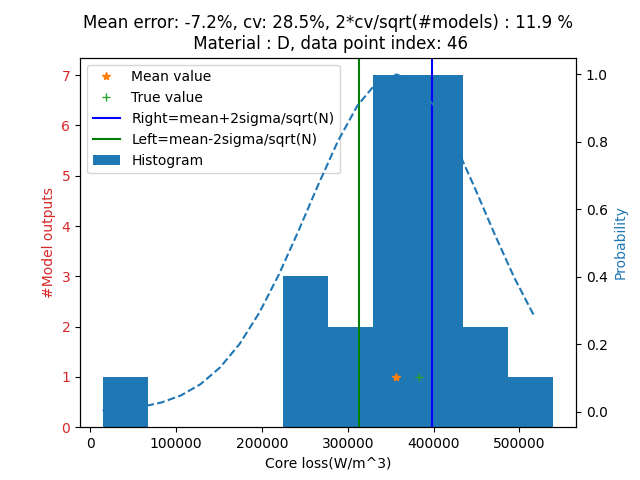 Mean error: -7.2%, cv: 28.5%, 2*cv/sqrt(#models) : 11.9 %
Material : D, data point index: 46
Mean value
True value
Right=mean+2sigma/sqrt(N)
Left=mean-2sigma/sqrt(N)
Histogram
7
6
5
4
3
2
1
0
#Model outputs
1.0
0.8
0.6
0.4
0.2
0.0
Probability
0 100000 200000 300000 400000 500000
Core loss(W/m^3)